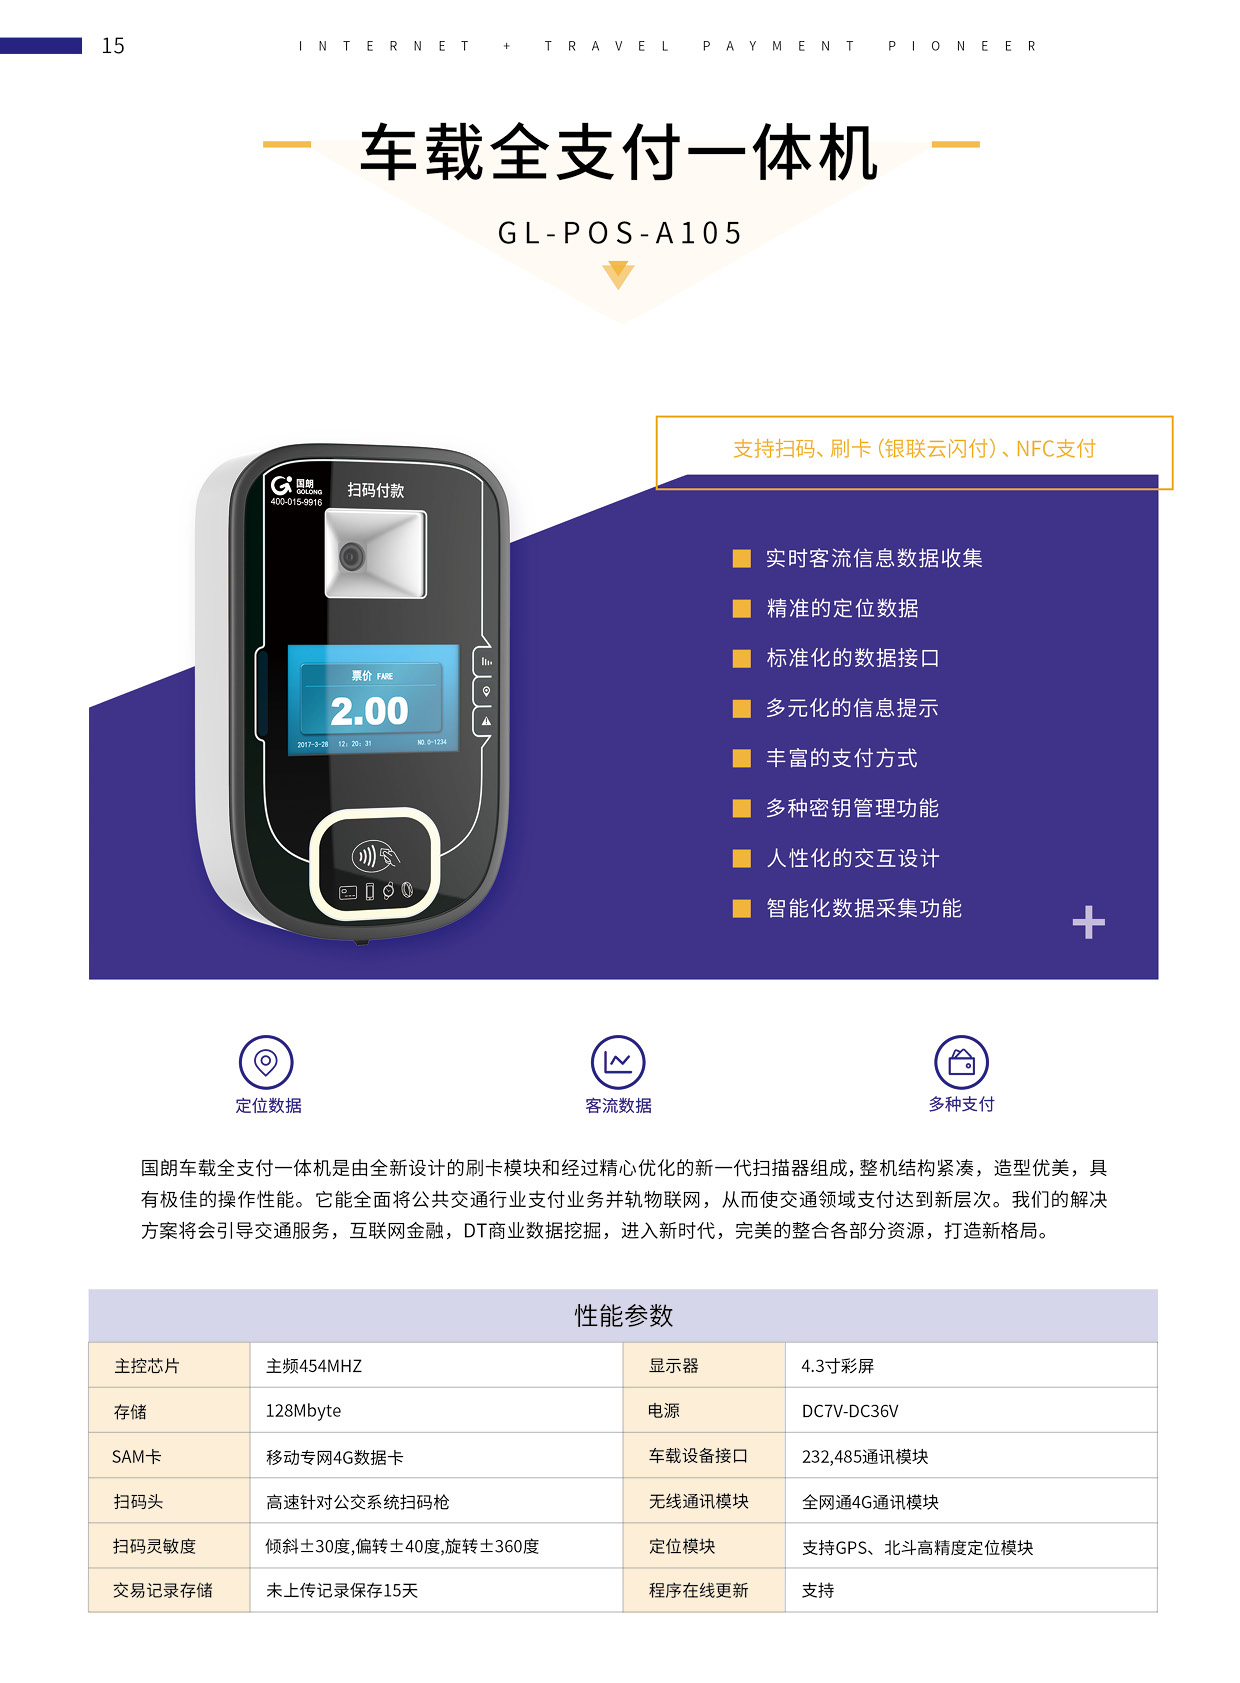 15
INTERNET + TRAVEL PAYMENT PIONEER
车载全支付一体机
GL-POS-A105
支持扫码、刷卡（银联云闪付）、NFC支付
国朗
GOLONG
400-015-9916
扫码付款
票价 FARE
2.00
2017-3-28 12: 20: 31 NO. 0-1234
实时客流信息数据收集
精准的定位数据
标准化的数据接口
多元化的信息提示
丰富的支付方式
多种密钥管理功能
人性化的交互设计
智能化数据采集功能
定位数据 客流数据 多种支付
国朗车载全支付一体机是由全新设计的刷卡模块和经过精心优化的新一代扫描器组成，整机结构紧凑，造型优美，具
有极佳的操作性能。它能全面将公共交通行业支付业务并轨物联网，从而使交通领域支付达到新层次。我们的解决
方案将会引导交通服务，互联网金融，DT商业数据挖掘，进入新时代，完美的整合各部分资源，打造新格局。
性能参数
主控芯片 主频454MHZ 显示器 4.3寸彩屏
存储 128Mbyte 电源 DC7V-DC36V
SAM卡 移动专网4G数据卡 车载设备接口 232,485通讯模块
扫码头 高速针对公交系统扫码枪 无线通讯模块 全网通4G通讯模块
扫码灵敏度 倾斜±30度,偏转±40度,旋转±360度 定位模块 支持GPS、北斗高精度定位模块
交易记录存储 未上传记录保存15天 程序在线更新 支持